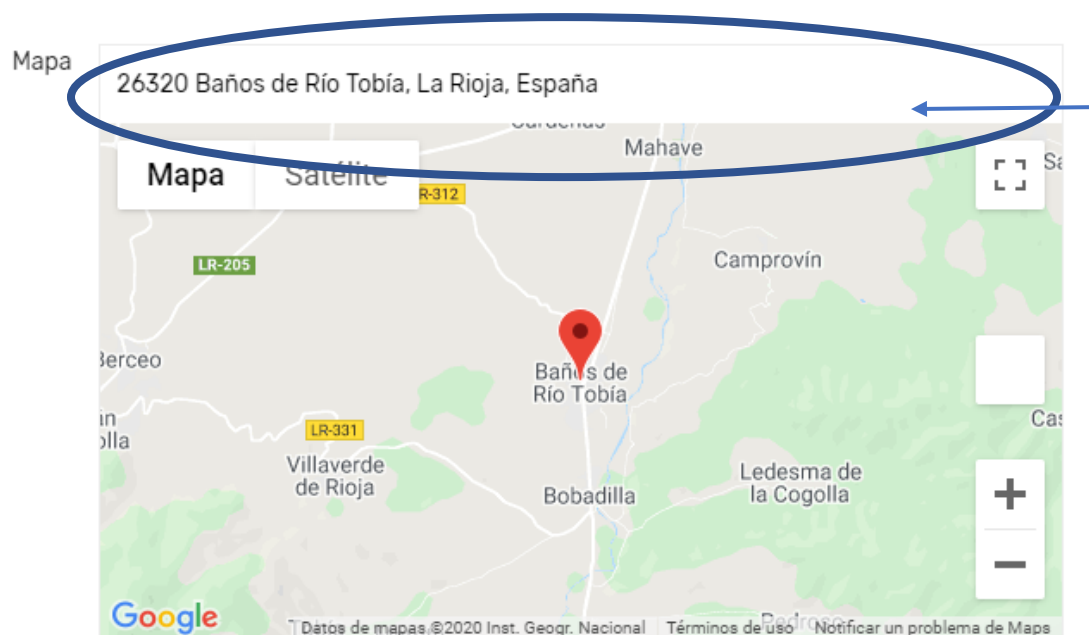 Mapa
26320 Baños de Río Tobía, La Rioja, España
Mahave
Mapa
Satélite
R-312
LR-205
Camprovín
Berceo
Baños de
Río Tobía
LR-331
Villaverde
de Rioja
Bobadilla
Ledesma de
la Cogolla
Google
Datos de mapas ©2020 Inst. Geogr. Nacional
Términos de uso
Notificar un problema de Maps